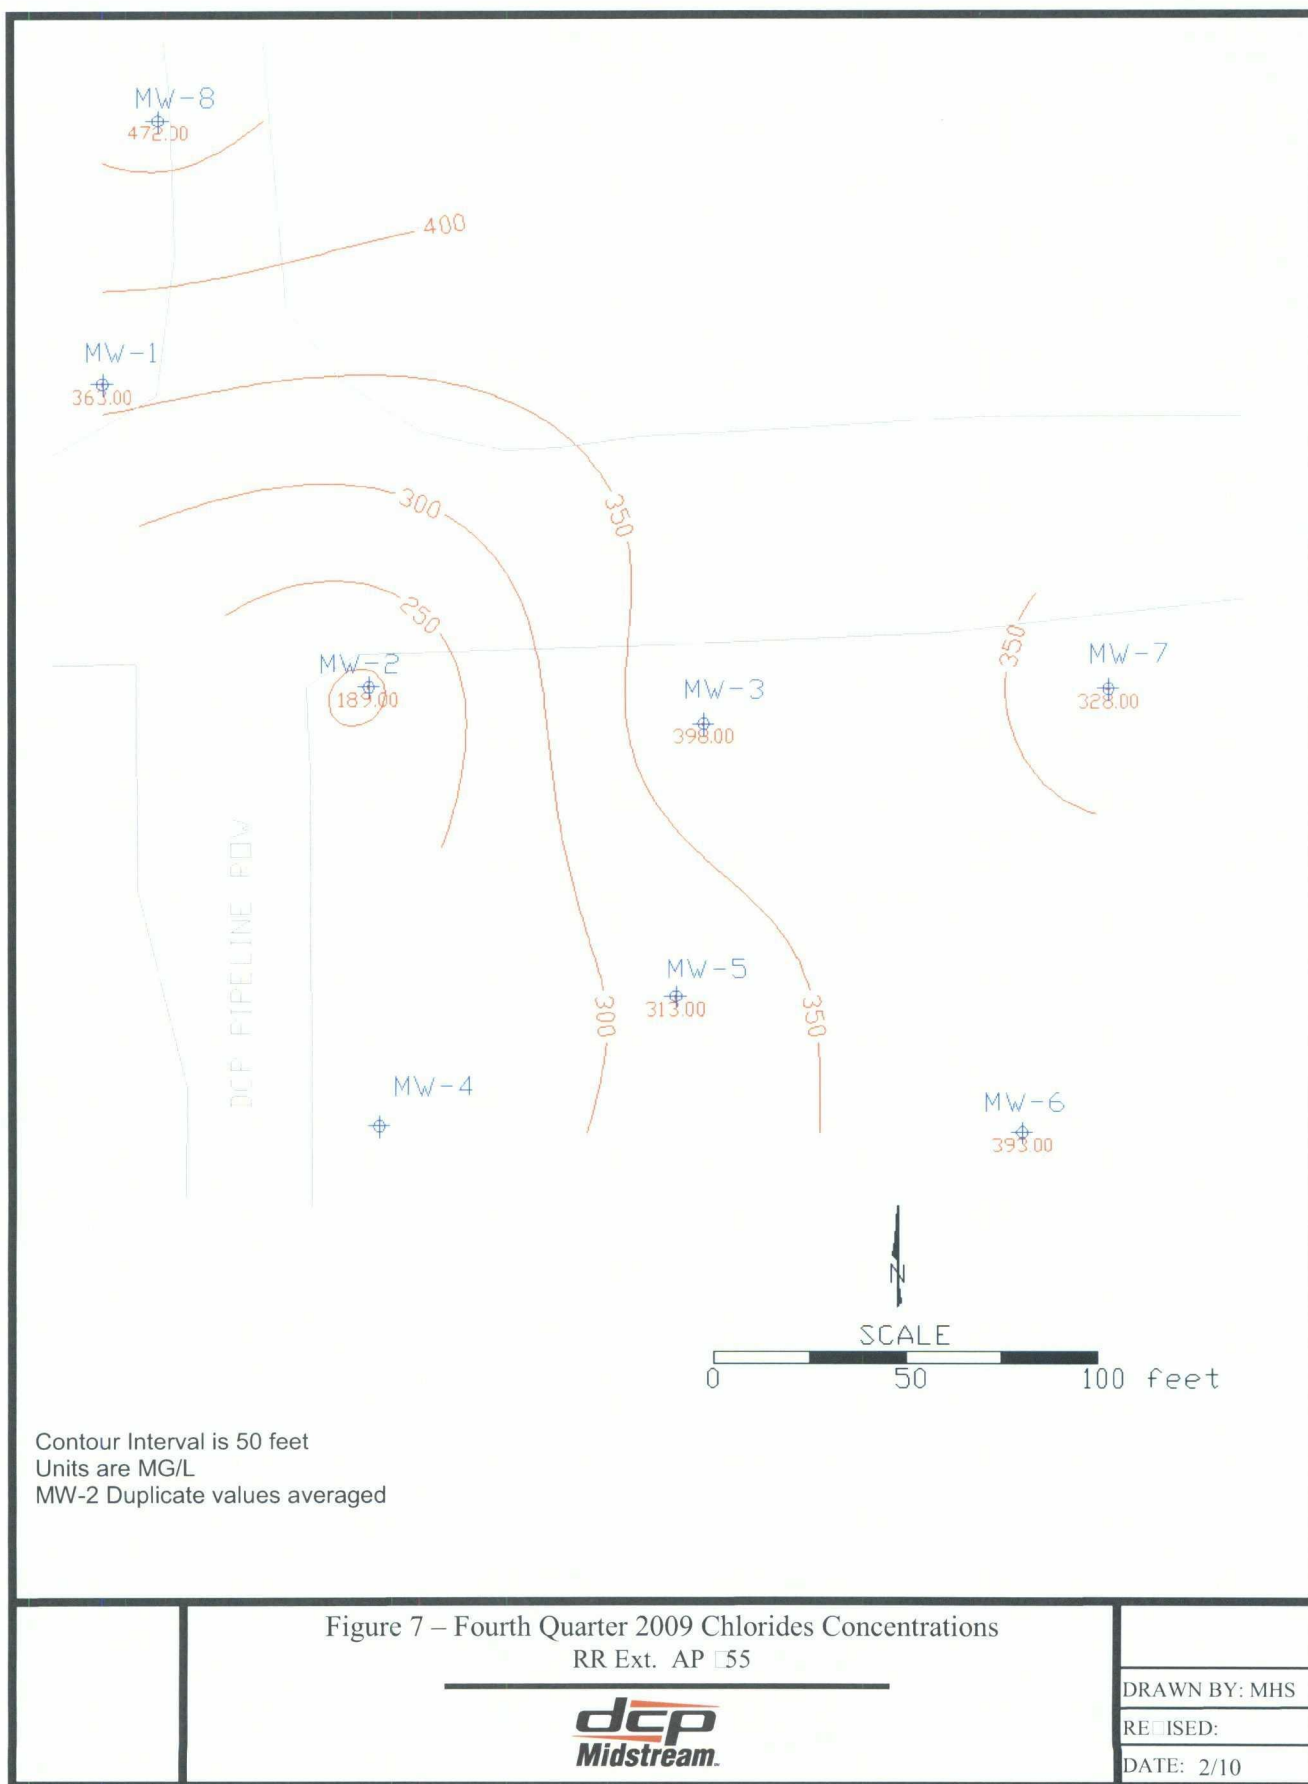 MW-8
472.00
400
MW-1
363.00
300
350
250
350
MW-2
189.00
MW-3
398.00
MW-7
328.00
DCP PIPELINE ROW
MW-5
313.00
300
350
MW-4
MW-6
393.00
N
SCALE
0 50 100 feet
Contour Interval is 50 feet
Units are MG/L
MW-2 Duplicate values averaged
Figure 7 – Fourth Quarter 2009 Chlorides Concentrations
RR Ext. AP □55
dcp
Midstream.
DRAWN BY: MHS
RE□ISED:
DATE: 2/10